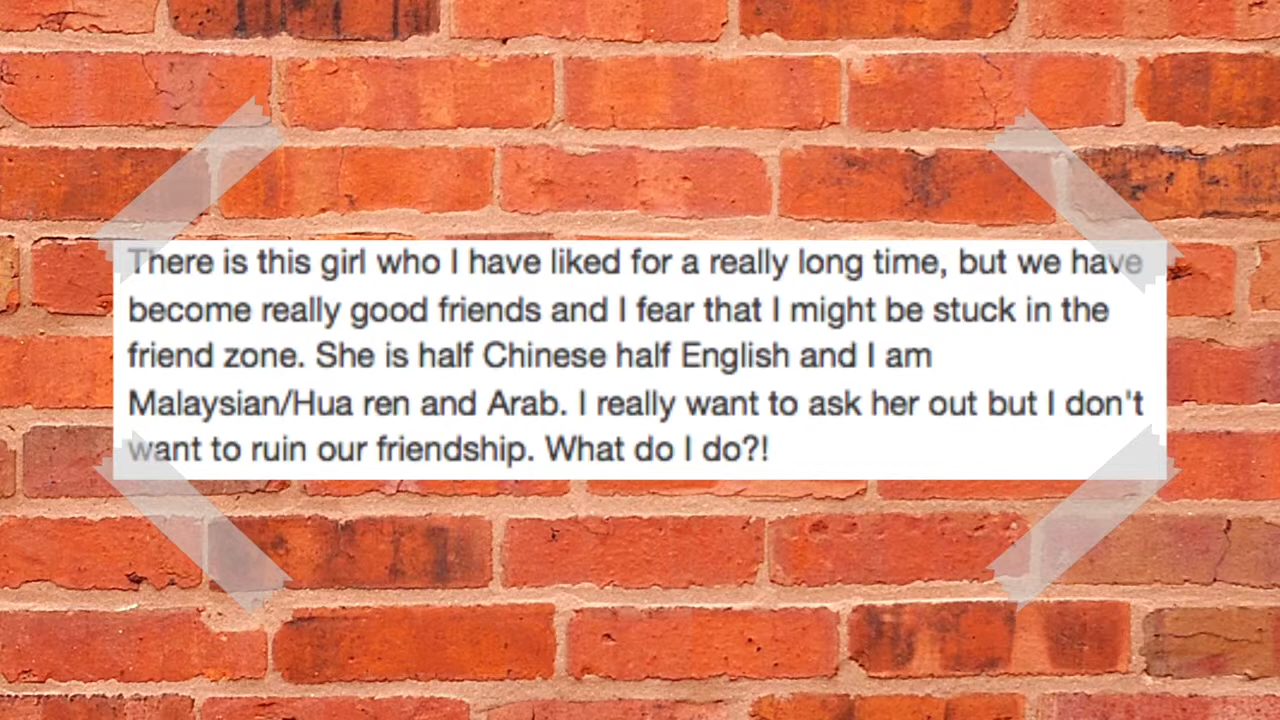 There is this girl who I have liked for a really long time, but we have
become really good friends and I fear that I might be stuck in the
friend zone. She is half Chinese half English and I am
Malaysian/Hua ren and Arab. I really want to ask her out but I don't
want to ruin our friendship. What do I do?!